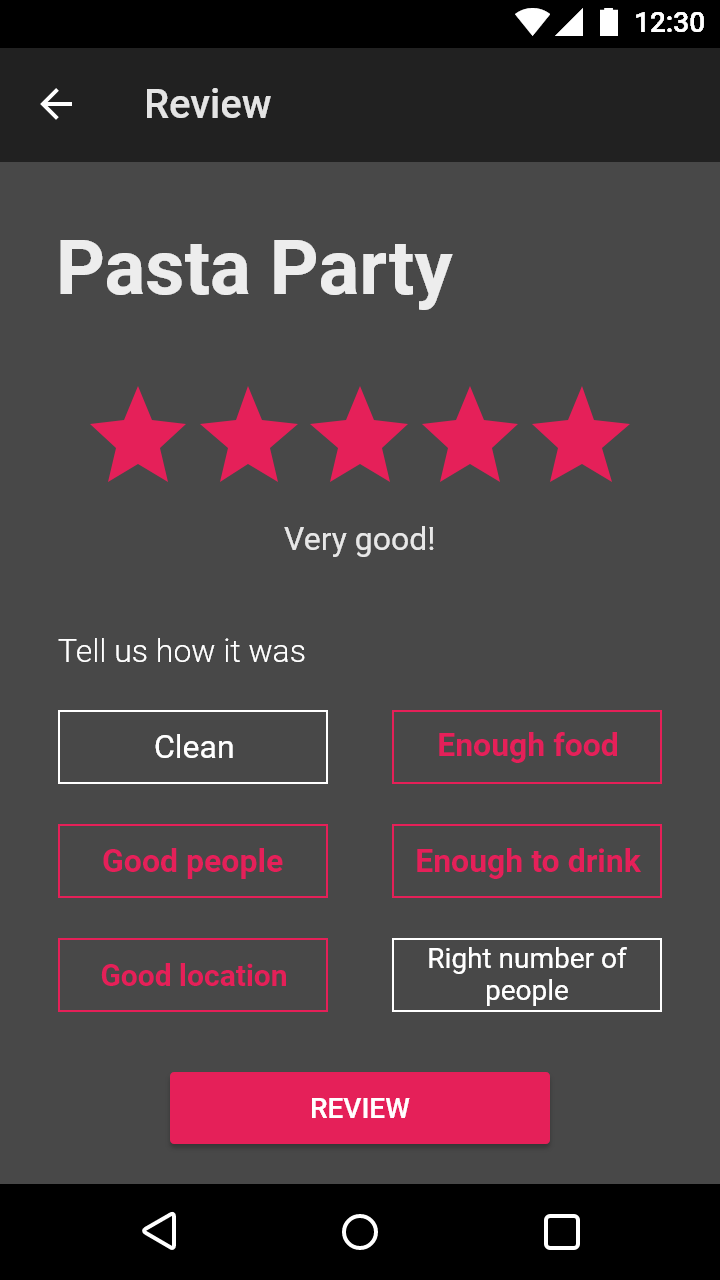 12:30
Review
Pasta Party
Very good!
Tell us how it was
Clean
Enough food
Good people
Enough to drink
Good location
Right number of
people
REVIEW